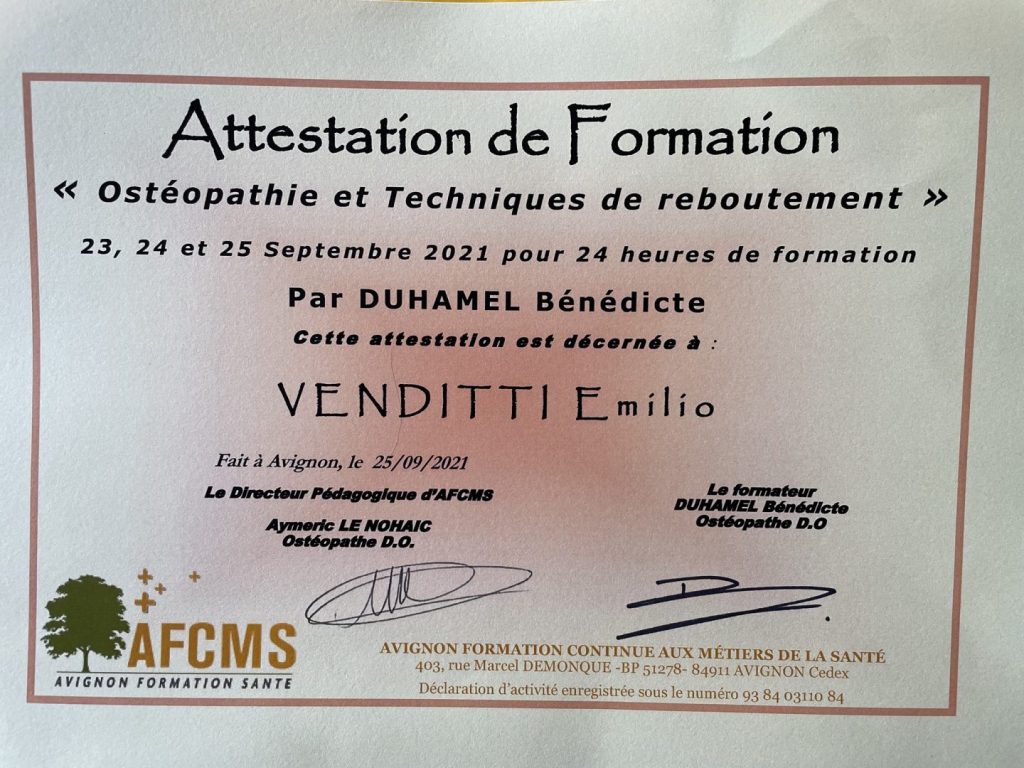 Attestation de Formation
« Ostéopathie et Techniques de reboutement »
23, 24 et 25 Septembre 2021 pour 24 heures de formation
Par DUHAMEL Bénédicte
Cette attestation est décernée à :
VENDITTI Emilio
Fait à Avignon, le 25/09/2021
Le Directeur Pédagogique d'AFCMS
Aymeric LE NOHAIC
Ostéopathe D.O.
Le formateur
DUHAMEL Bénédicte
Ostéopathe D.O
AFCMS
AVIGNON FORMATION SANTE
AVIGNON FORMATION CONTINUE AUX MÉTIERS DE LA SANTÉ
403, rue Marcel DEMONQUE -BP 51278- 84911 AVIGNON Cedex
Déclaration d'activité enregistrée sous le numéro 93 84 03110 84